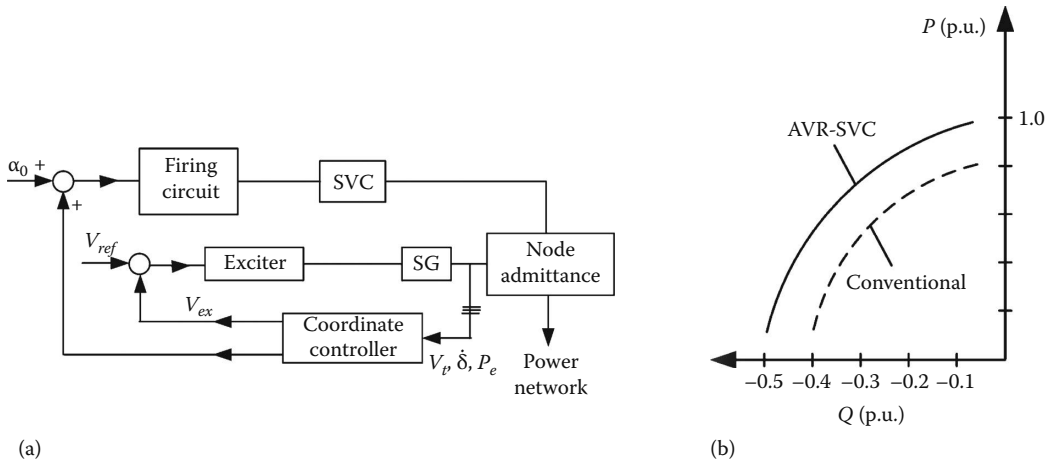 α0 +
+
Firing
circuit
SVC
Vref
Exciter
SG
Node
admittance
Vex
Coordinate
controller
Vt, δ̇, Pe
Power
network
(a)
P (p.u.)
1.0
AVR-SVC
Conventional
−0.5 −0.4 −0.3 −0.2 −0.1
Q (p.u.)
(b)